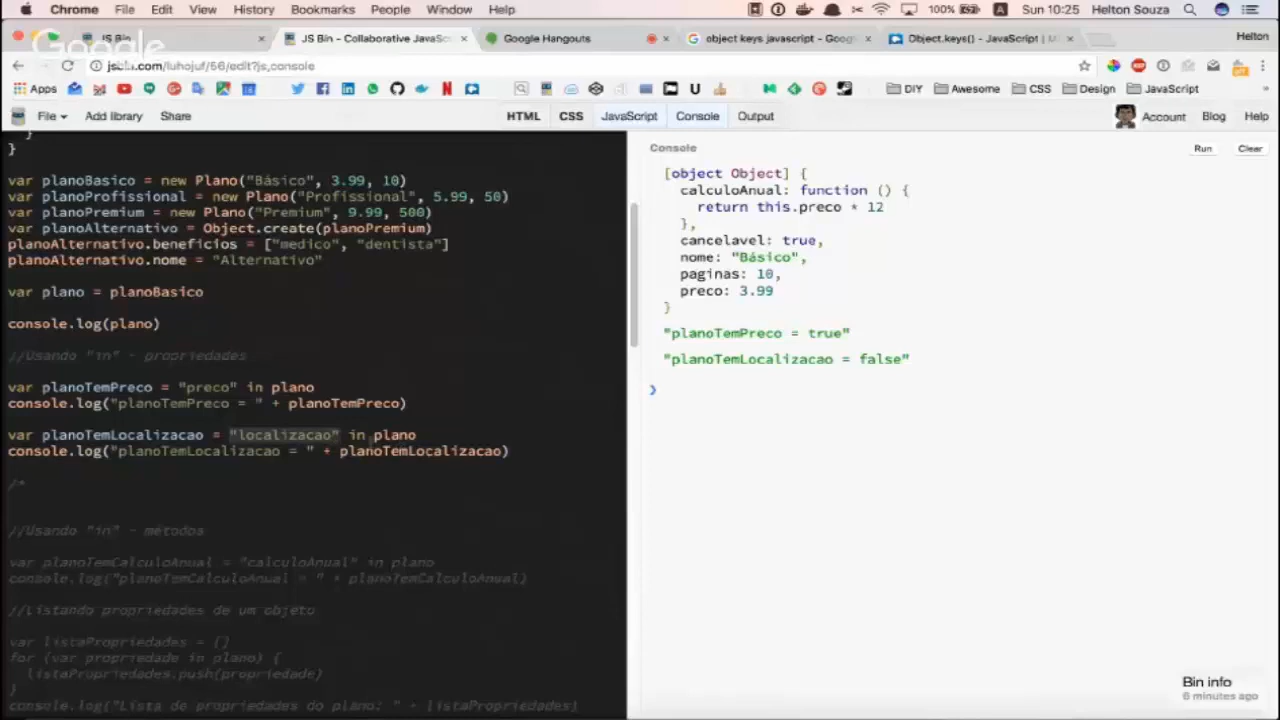 Chrome File Edit View History Bookmarks People Window Help 100% Sun 10:25 Helton Souza
Google
JS Bin
JS Bin - Collaborative JavaSc
Google Hangouts
object keys javascript - Goog
Object.keys() - JavaScript | M
Helton
jsbin.com/luhojuf/56/edit?js,console
Apps
DIY Awesome CSS Design JavaScript
File Add library Share HTML CSS JavaScript Console Output Account Blog Help
}
}
var planoBasico = new Plano("Básico", 3.99, 10)
var planoProfissional = new Plano("Profissional", 5.99, 50)
var planoPremium = new Plano("Premium", 9.99, 500)
var planoAlternativo = Object.create(planoPremium)
planoAlternativo.beneficios = ["medico", "dentista"]
planoAlternativo.nome = "Alternativo"
var plano = planoBasico
console.log(plano)
//Usando "in" - propriedades
var planoTemPreco = "preco" in plano
console.log("planoTemPreco = " + planoTemPreco)
var planoTemLocalizacao = "localizacao" in plano
console.log("planoTemLocalizacao = " + planoTemLocalizacao)
/*
//Usando "in" - métodos
var planoTemCalculoAnual = "calculoAnual" in plano
console.log("planoTemCalculoAnual = " + planoTemCalculoAnual)
//Listando propriedades de um objeto
var listaPropriedades = []
for (var propriedade in plano) {
listaPropriedades.push(propriedade)
}
console.log("Lista de propriedades do plano: " + listaPropriedades)
Console Run Clear
[object Object] {
calculoAnual: function () {
return this.preco * 12
},
cancelavel: true,
nome: "Básico",
paginas: 10,
preco: 3.99
}
"planoTemPreco = true"
"planoTemLocalizacao = false"
Bin info
6 minutes ago